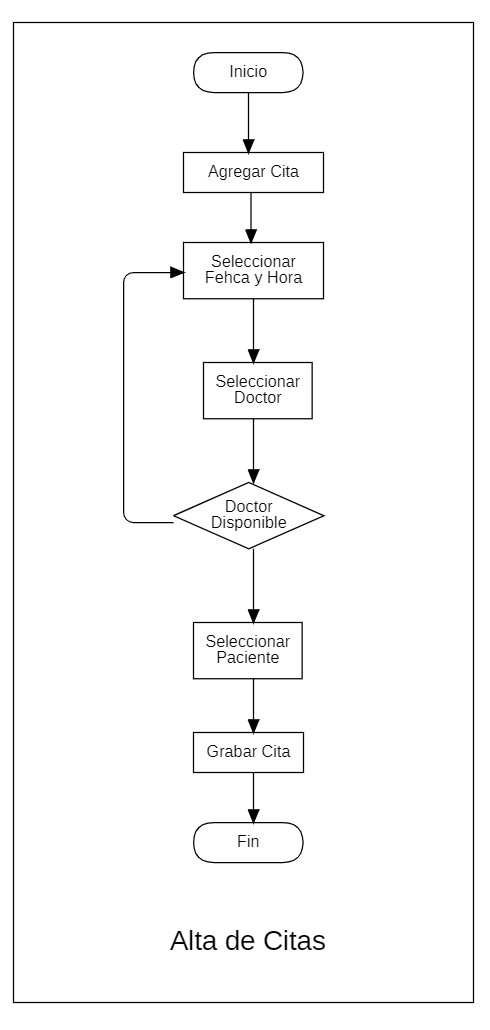 Inicio
Agregar Cita
Seleccionar
Fehca y Hora
Seleccionar
Doctor
Doctor
Disponible
Seleccionar
Paciente
Grabar Cita
Fin
Alta de Citas